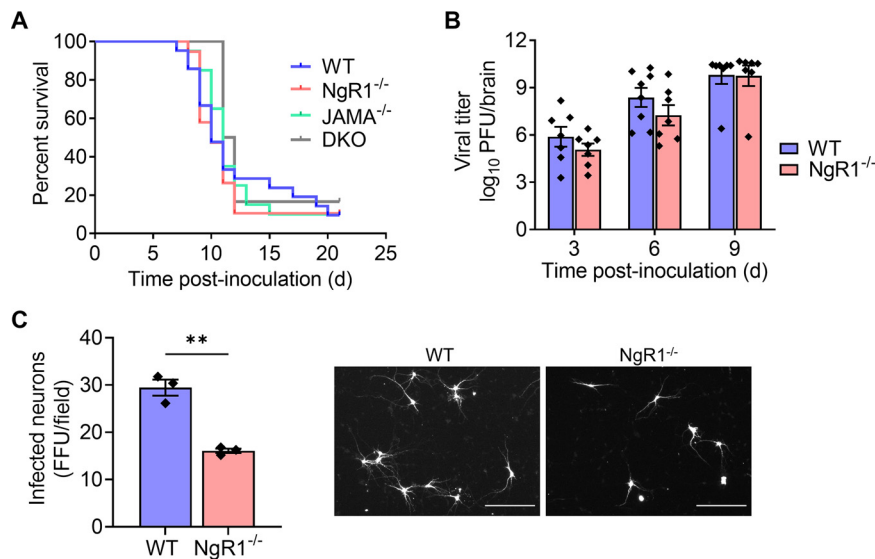 A
Percent survival
100
80
60
40
20
0
0 5 10 15 20 25
Time post-inoculation (d)
WT
NgR1-/-
JAMA-/-
DKO
B
Viral titer
log10 PFU/brain
12
9
6
3
3 6 9
Time post-inoculation (d)
WT
NgR1-/-
C
Infected neurons
(FFU/field)
40
30
20
10
0
**
WT NgR1-/-
WT NgR1-/-